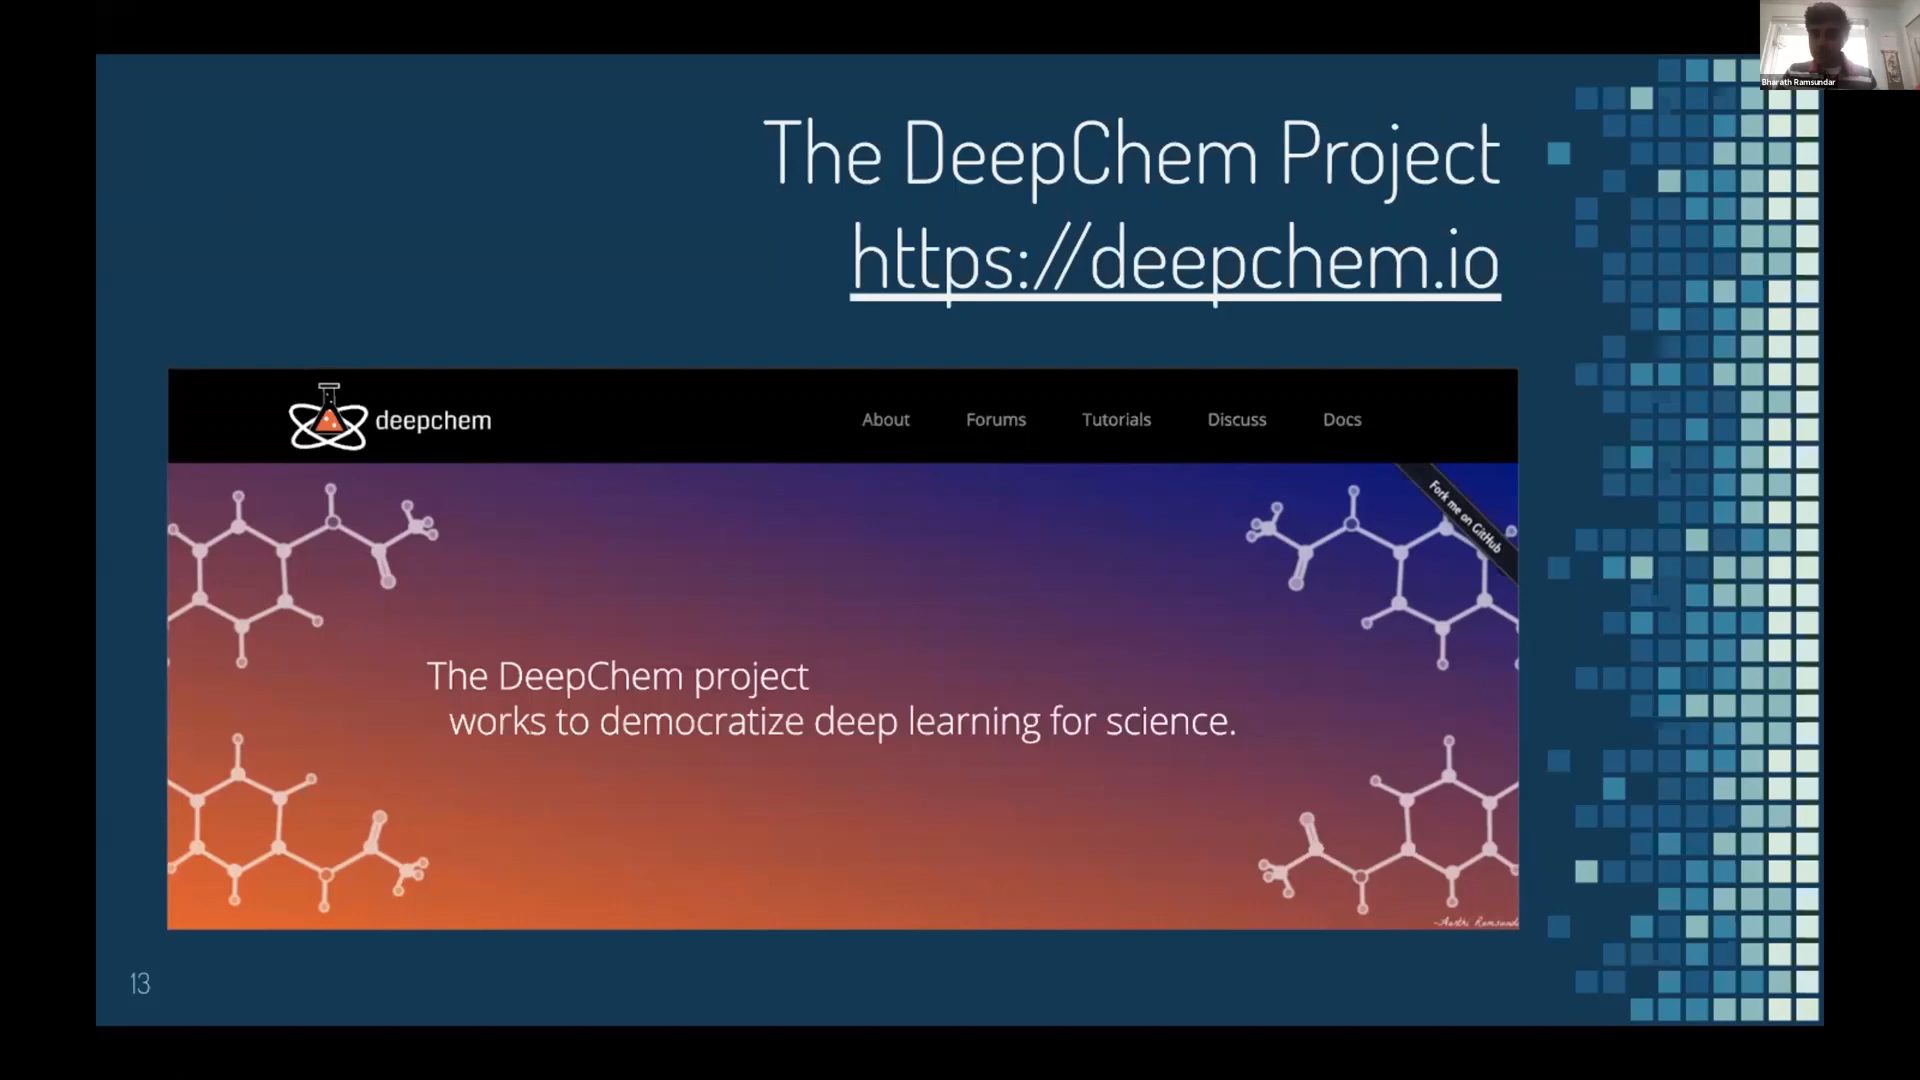 Bharath Ramsundar
The DeepChem Project
https://deepchem.io
deepchem
About
Forums
Tutorials
Discuss
Docs
Fork me on GitHub
The DeepChem project
works to democratize deep learning for science.
13